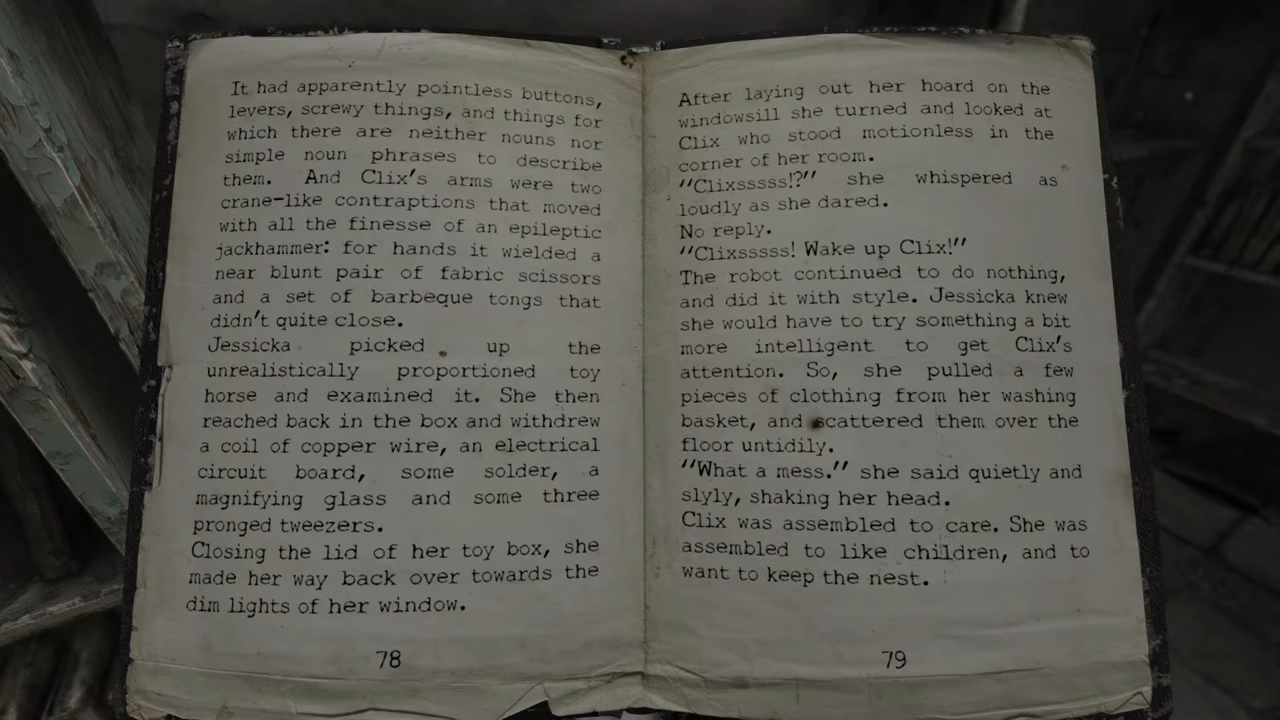 It had apparently pointless buttons,
levers, screwy things, and things for
which there are neither nouns nor
simple noun phrases to describe
them. And Clix's arms were two
crane-like contraptions that moved
with all the finesse of an epileptic
jackhammer: for hands it wielded a
near blunt pair of fabric scissors
and a set of barbeque tongs that
didn't quite close.
Jessicka picked up the
unrealistically proportioned toy
horse and examined it. She then
reached back in the box and withdrew
a coil of copper wire, an electrical
circuit board, some solder, a
magnifying glass and some three
pronged tweezers.
Closing the lid of her toy box, she
made her way back over towards the
dim lights of her window.
78
After laying out her hoard on the
windowsill she turned and looked at
Clix who stood motionless in the
corner of her room.
"Clixsssss!?" she whispered as
loudly as she dared.
No reply.
"Clixsssss! Wake up Clix!"
The robot continued to do nothing,
and did it with style. Jessicka knew
she would have to try something a bit
more intelligent to get Clix's
attention. So, she pulled a few
pieces of clothing from her washing
basket, and scattered them over the
floor untidily.
"What a mess." she said quietly and
slyly, shaking her head.
Clix was assembled to care. She was
assembled to like children, and to
want to keep the nest.
79